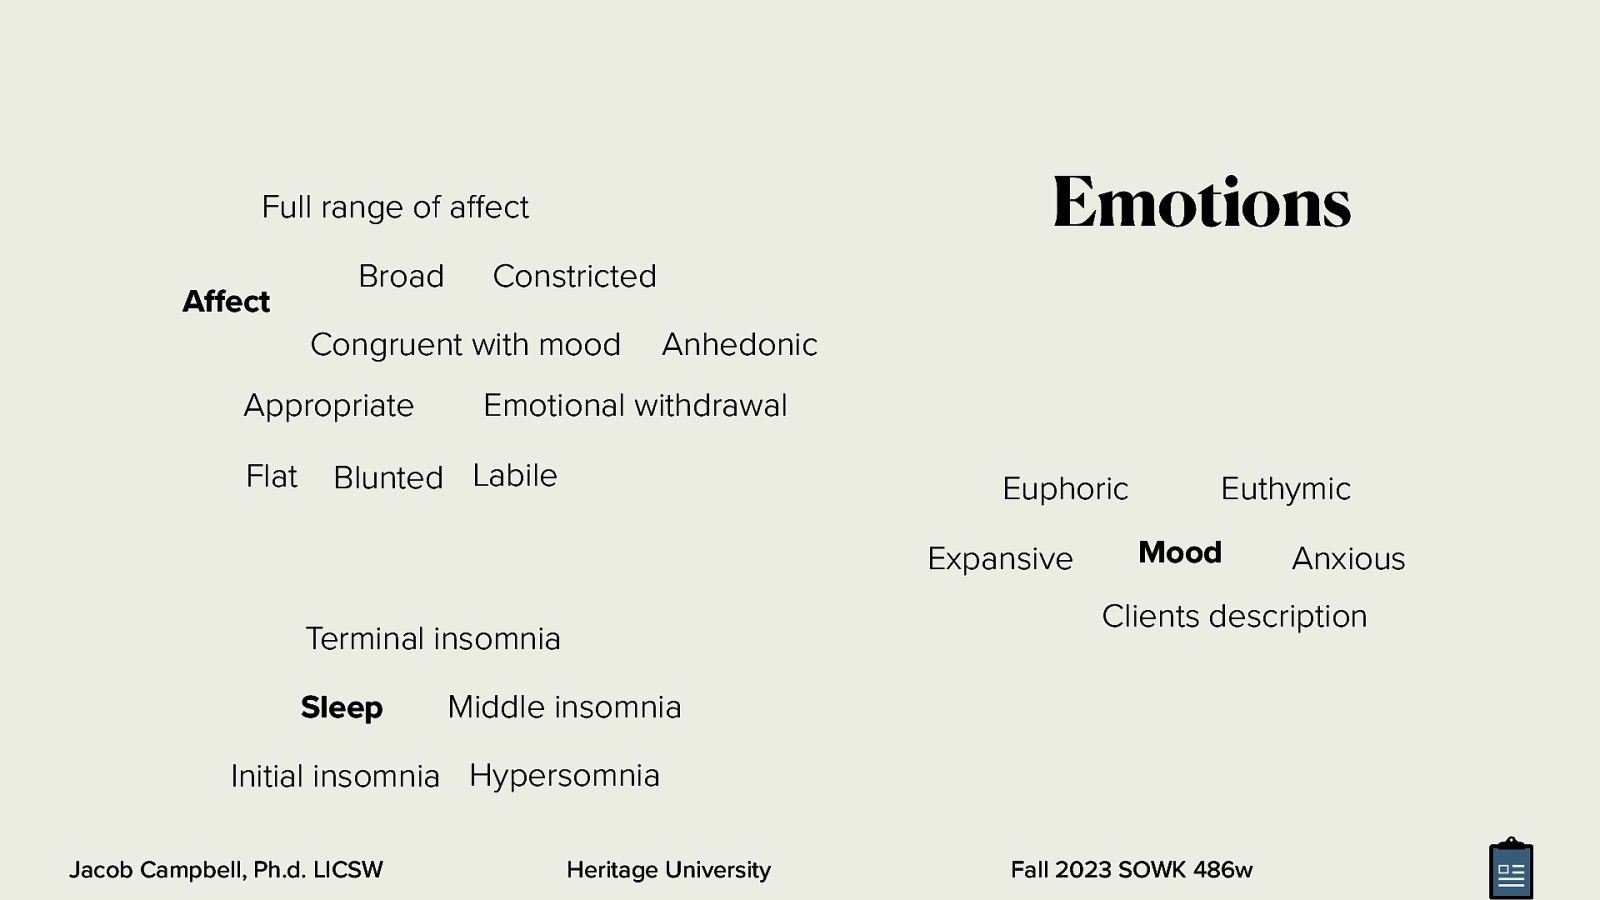 Emotions
Full range of affect
Broad Constricted
Affect
Congruent with mood Anhedonic
Appropriate Emotional withdrawal
Flat Blunted Labile
Euphoric Euthymic
Expansive Mood Anxious
Clients description
Terminal insomnia
Sleep Middle insomnia
Initial insomnia Hypersomnia
Jacob Campbell, Ph.d. LICSW Heritage University Fall 2023 SOWK 486w